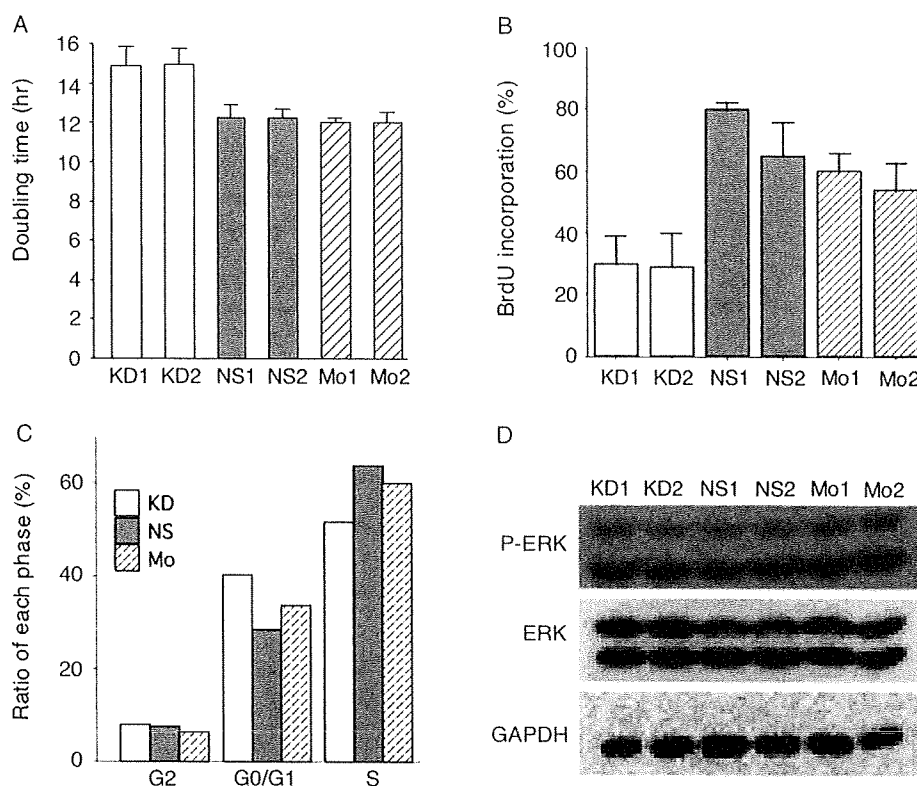 A
Doubling time (hr)
16
14
12
10
8
6
4
2
0
KD1 KD2 NS1 NS2 Mo1 Mo2
B
BrdU incorporation (%)
100
80
60
40
20
0
KD1 KD2 NS1 NS2 Mo1 Mo2
C
Ratio of each phase (%)
60
40
20
0
KD
NS
Mo
G2 G0/G1 S
D
KD1 KD2 NS1 NS2 Mo1 Mo2
P-ERK
ERK
GAPDH